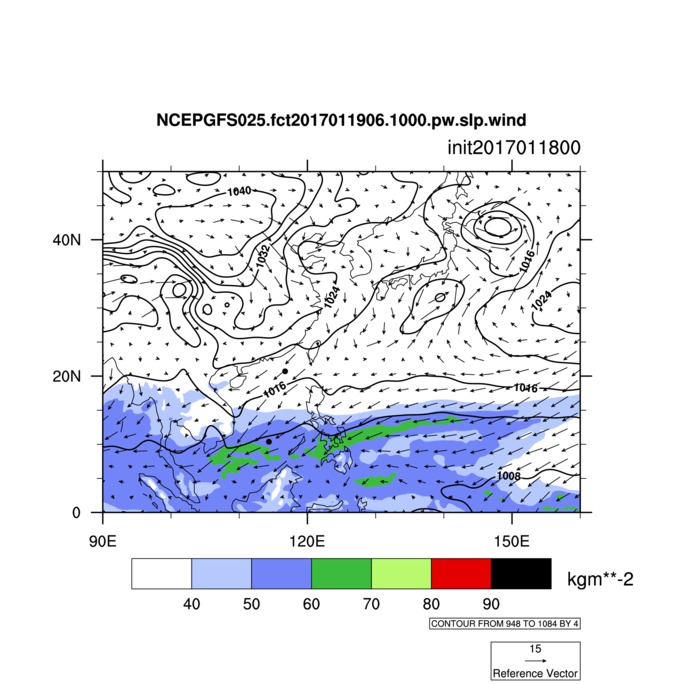 NCEPGFS025.fct2017011906.1000.pw.slp.wind
init2017011800
1040
40N
1032
1016
1024
1024
20N
1016
1016
1008
0
90E 120E 150E
kgm**-2
40 50 60 70 80 90
CONTOUR FROM 948 TO 1084 BY 4
15
Reference Vector